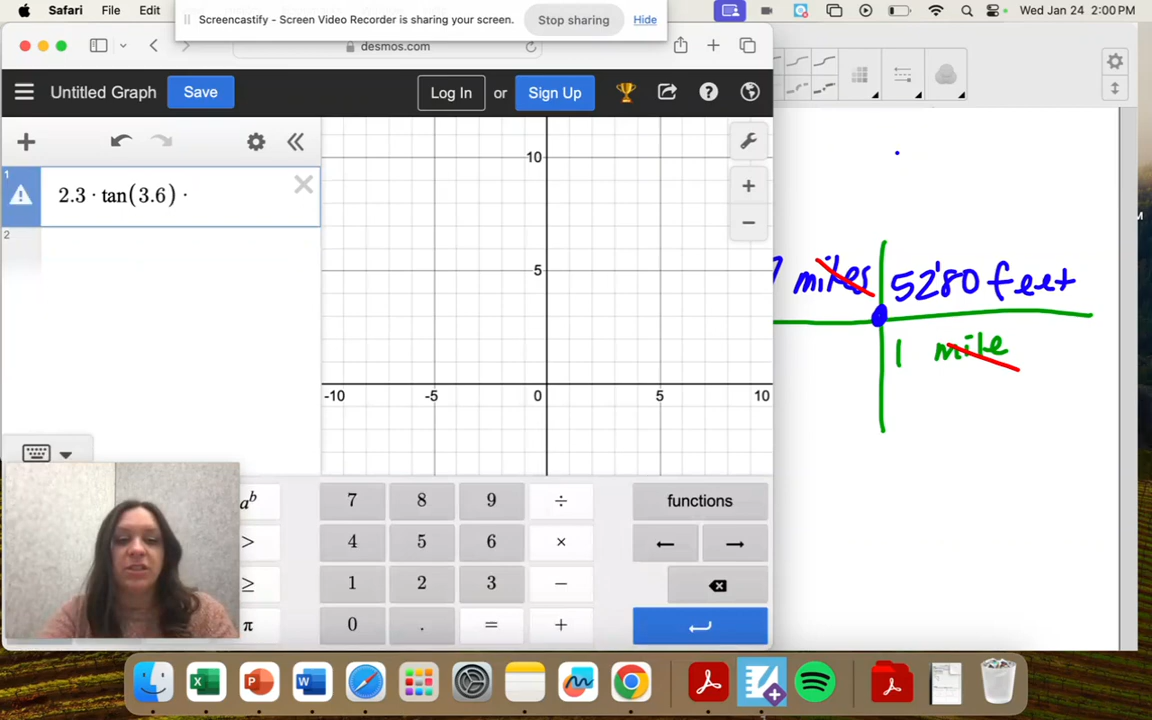 Safari File Edit
Screencastify - Screen Video Recorder is sharing your screen. Stop sharing Hide
Wed Jan 24 2:00 PM
desmos.com
Untitled Graph Save Log In or Sign Up
1
2.3 · tan(3.6) ·
2
10
5
-10 -5 0 5 10
7 miles 5280 feet
1 mile
a^b 7 8 9 ÷ functions
> 4 5 6 × ← →
≥ 1 2 3 −
π 0 . = +